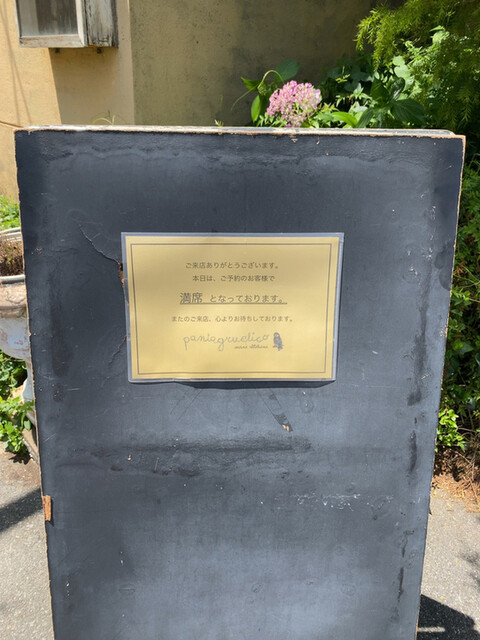 ご来店ありがとうございます。
本日は、ご予約のお客様で
満席 となっております。
またのご来店、心よりお待ちしております。
pantagruelico